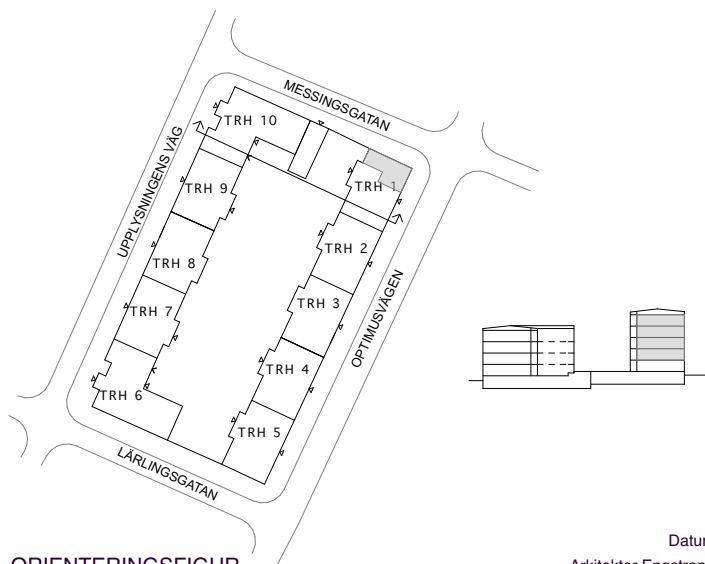 MESSINGSGATAN
TRH 10
UPPLYSNINGENS VÄG
TRH 1
TRH 9
TRH 2
TRH 8
TRH 3
OPTIMUSVÄGEN
TRH 7
TRH 4
TRH 6
TRH 5
LÄRLINGSGATAN